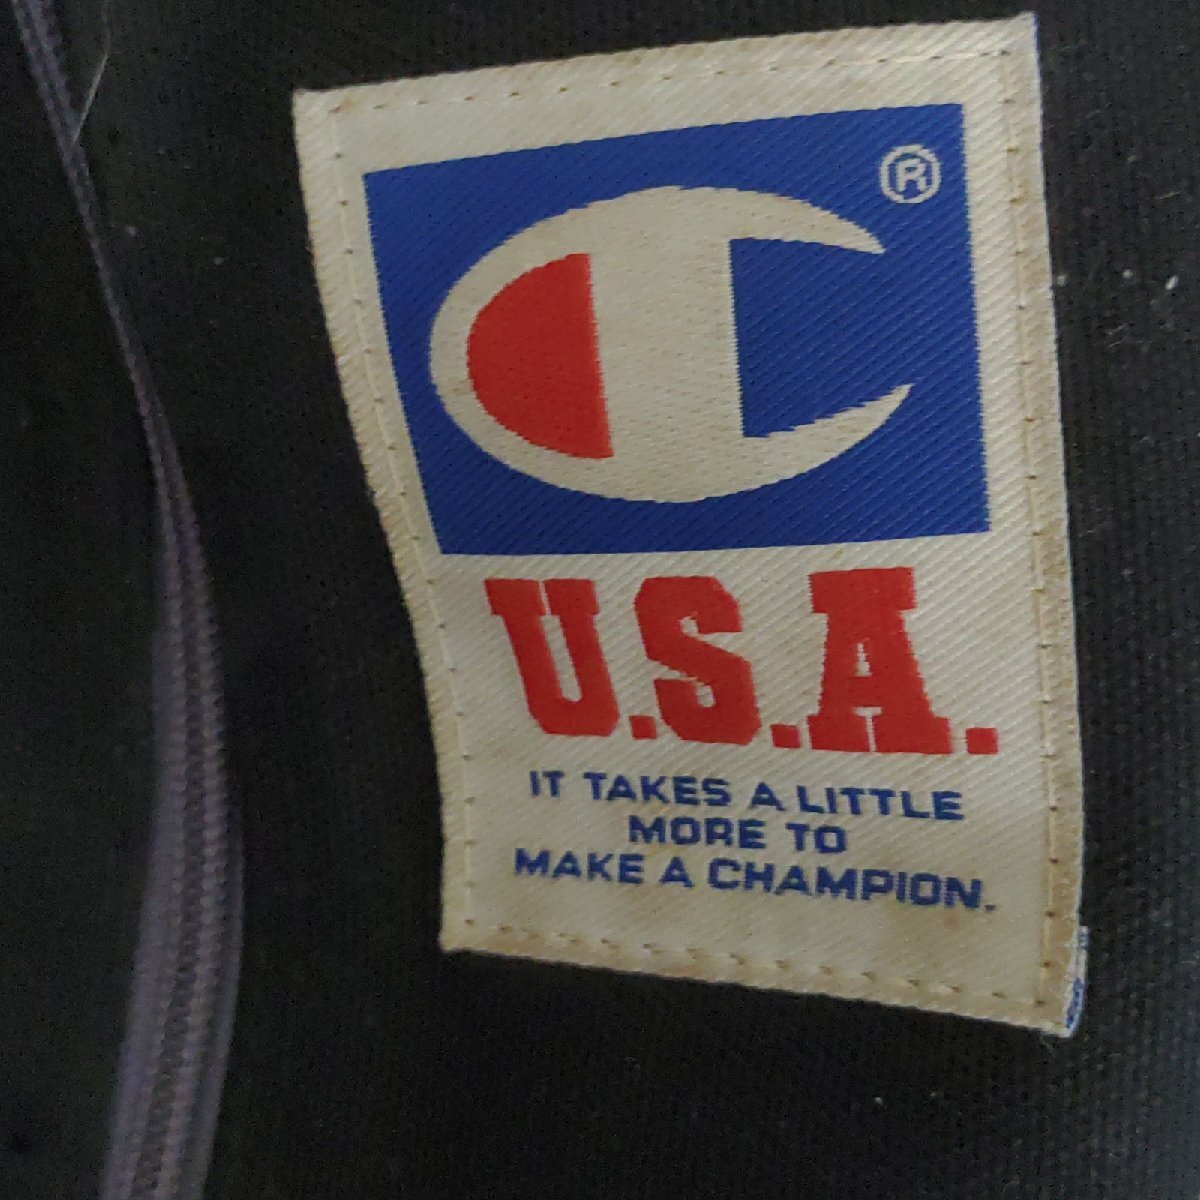 ®
U.S.A.
IT TAKES A LITTLE
MORE TO
MAKE A CHAMPION.